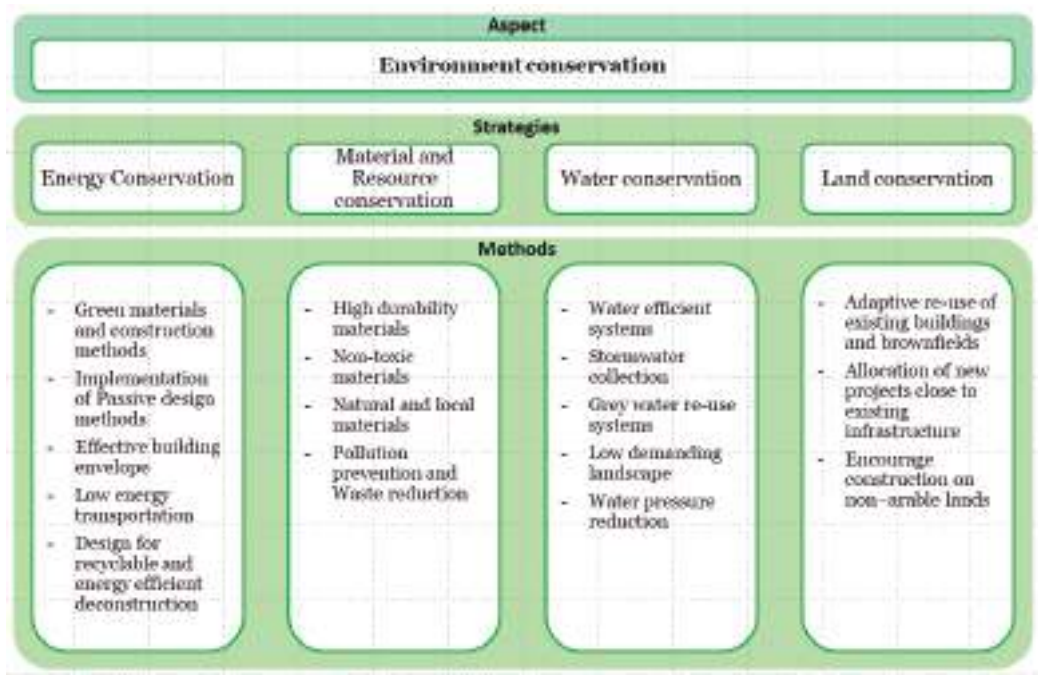 Aspect
Environment conservation
Strategies
Energy Conservation
Material and
Resource
conservation
Water conservation
Land conservation
Methods
- Green materials
and construction
methods
- Implementation
of Passive design
methods
- Effective building
envelope
- Low energy
transportation
- Design for
recyclable and
energy efficient
deconstruction
- High durability
materials
- Non-toxic
materials
- Natural and local
materials
- Pollution
prevention and
Waste reduction
- Water efficient
systems
- Stormwater
collection
- Grey water re-use
systems
- Low demanding
landscape
- Water pressure
reduction
- Adaptive re-use of
existing buildings
and brownfields
- Allocation of new
projects close to
existing
infrastructure
- Encourage
construction on
non-arable lands